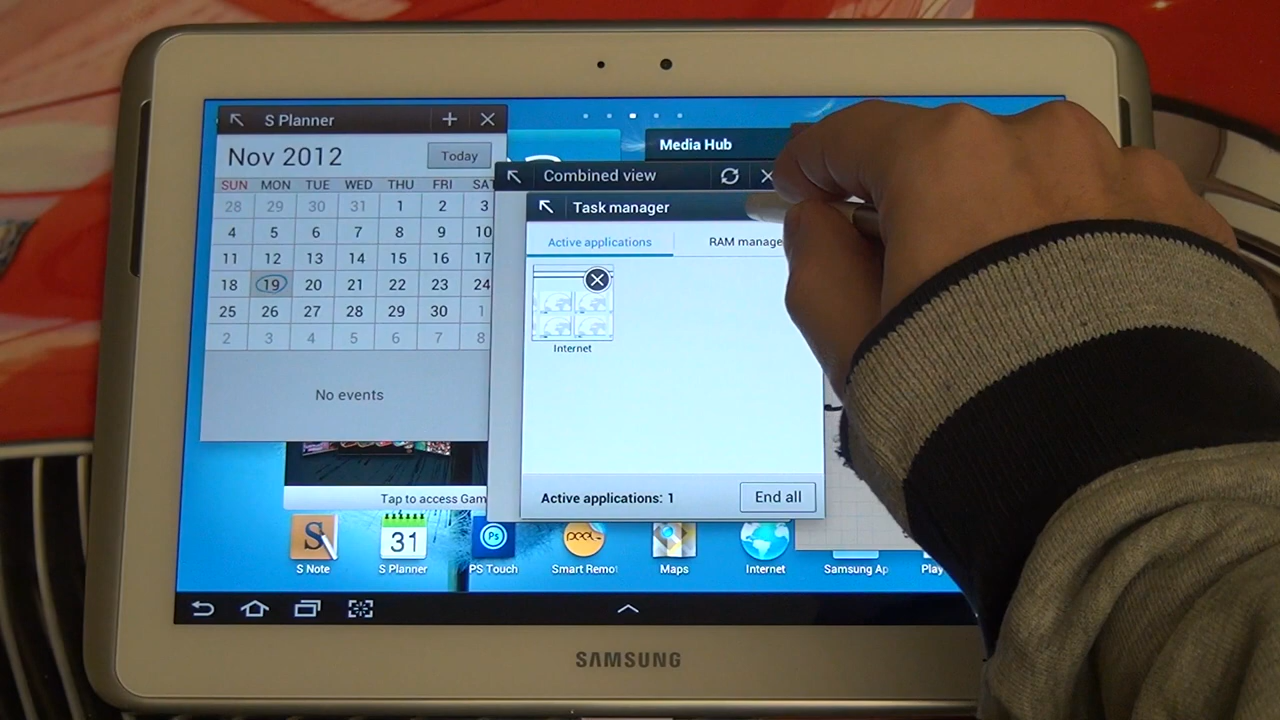 S Planner
Nov 2012
Today
SUN MON TUE WED THU FRI SAT
28 29 30 31 1 2 3
4 5 6 7 8 9 10
11 12 13 14 15 16 17
18 19 20 21 22 23 24
25 26 27 28 29 30 1
2 3 4 5 6 7 8
No events
Media Hub
Combined view
Task manager
Active applications
RAM manage
Internet
Active applications: 1
End all
Tap to access Gam
31
Ps
peel
S Note
S Planner
PS Touch
Smart Remot
Maps
Internet
Samsung Ap
Play
SAMSUNG